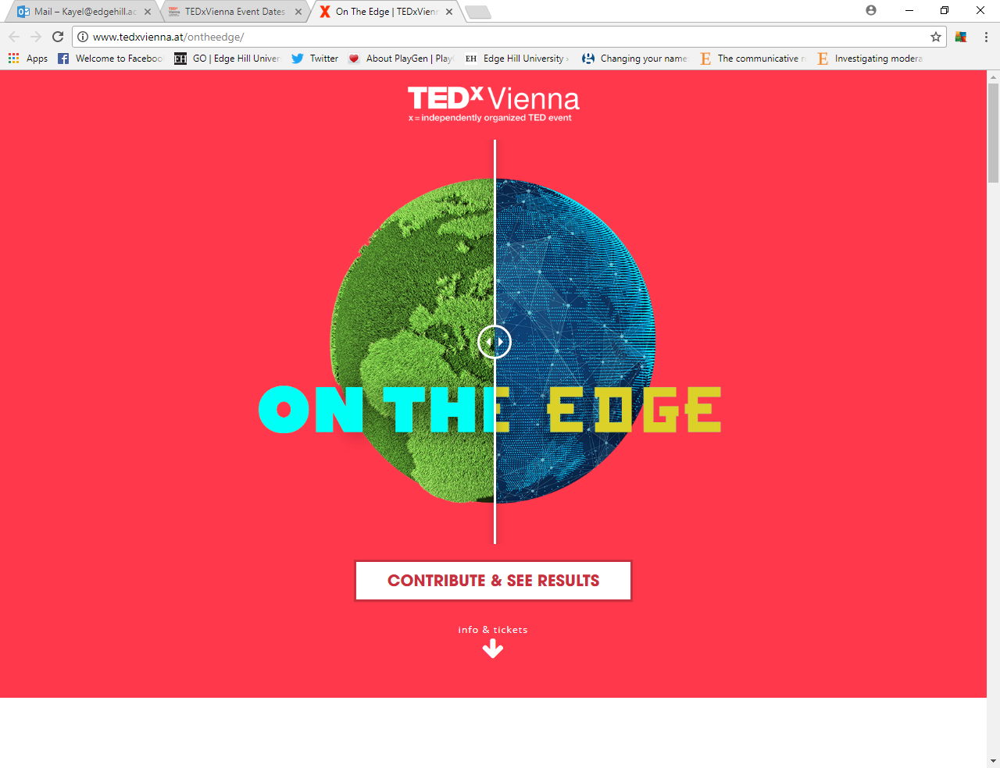 Mail – Kayel@edgehill.ac
TEDxVienna Event Dates
On The Edge | TEDxVien
www.tedxvienna.at/ontheedge/
Apps
Welcome to Faceboo
GO | Edge Hill Univer
Twitter
About PlayGen | Play
Edge Hill University
Changing your name
The communicative r
Investigating modera
TEDx Vienna
x = independently organized TED event
ON THE EDGE
CONTRIBUTE & SEE RESULTS
info & tickets